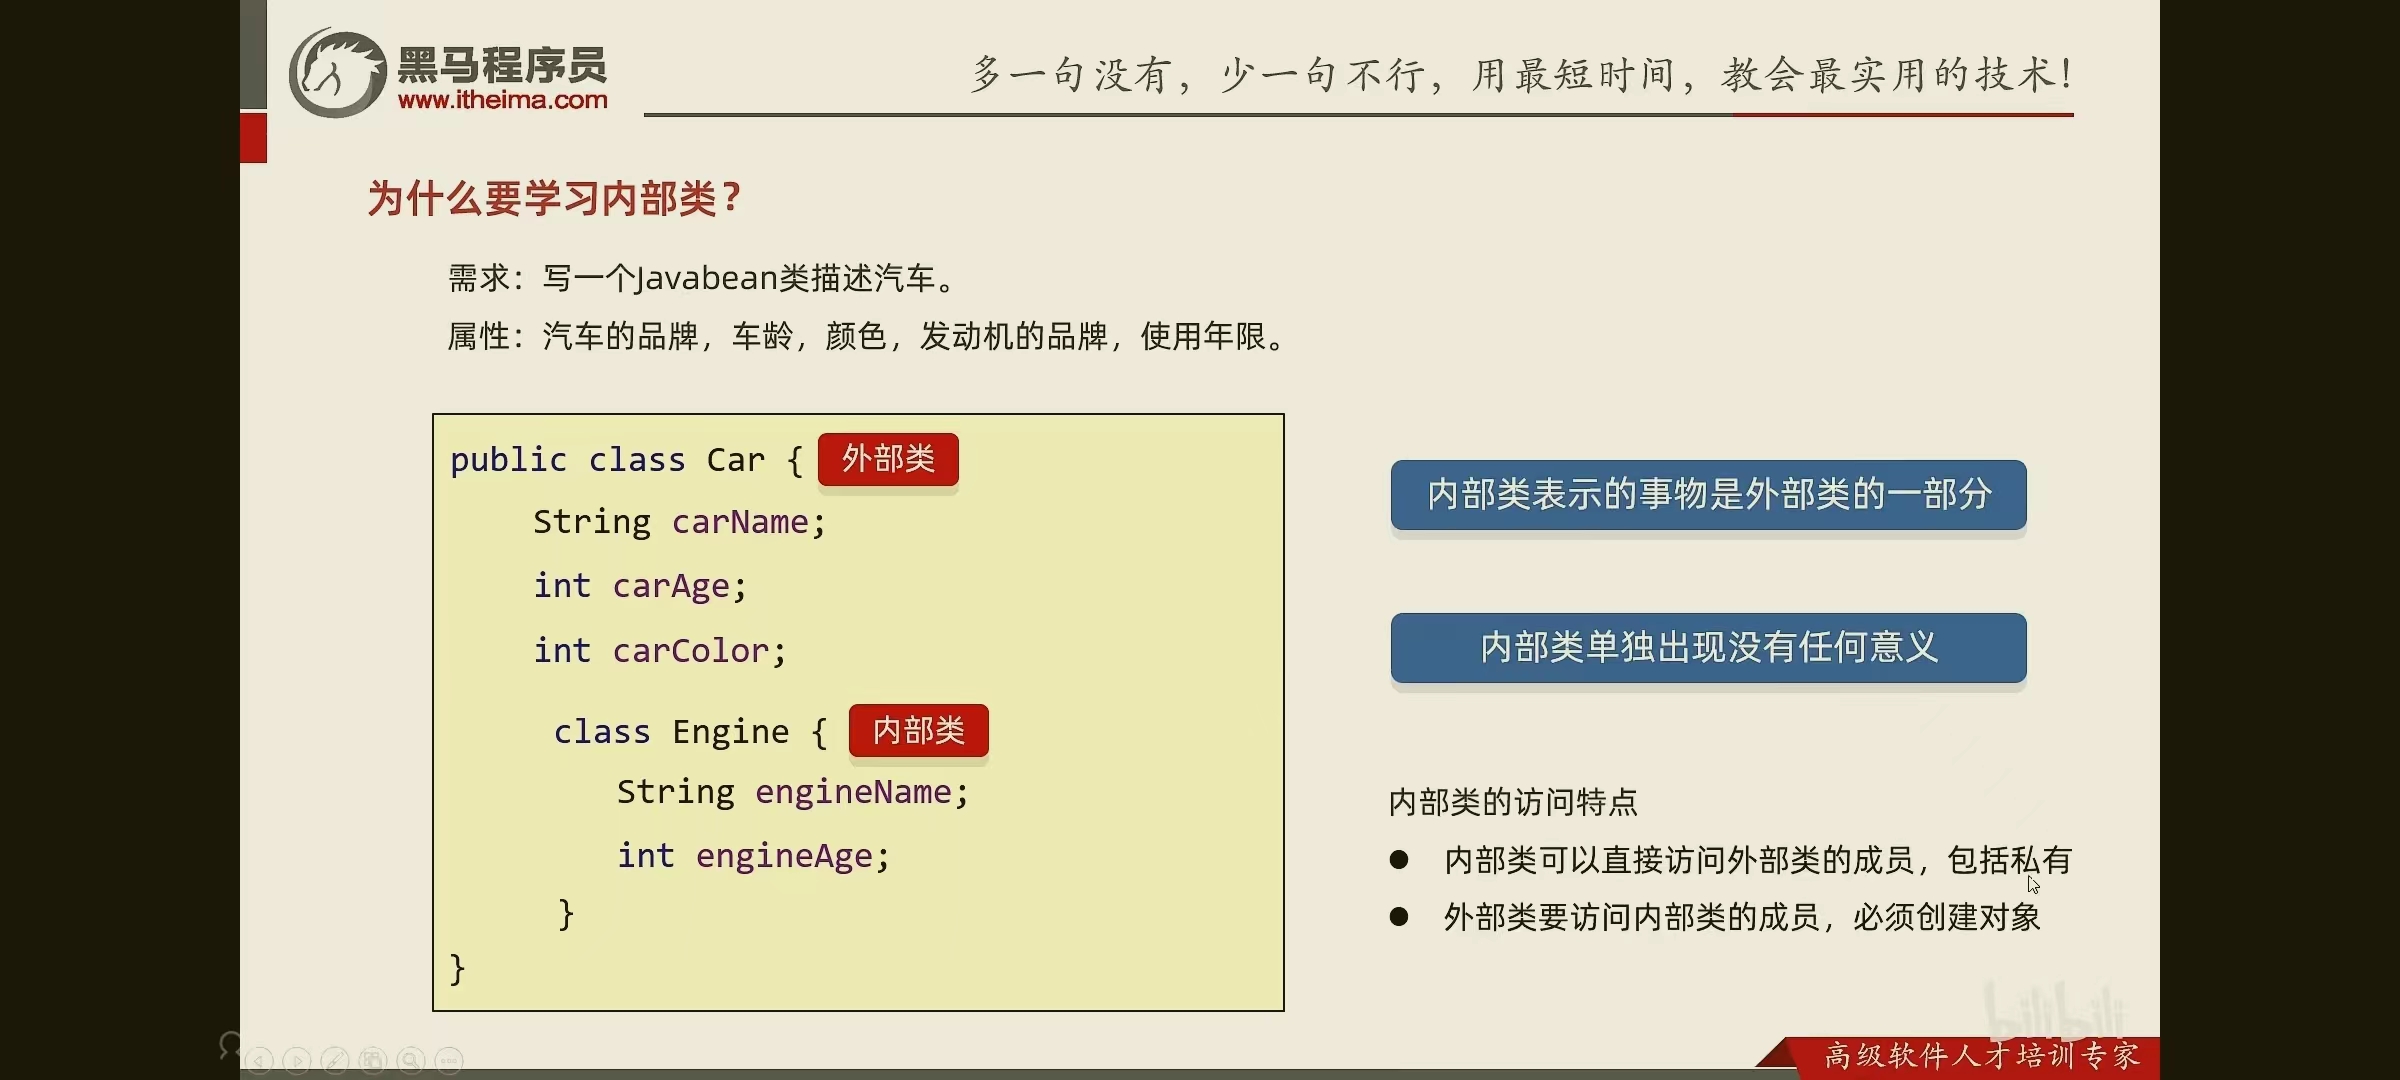 黑马程序员
www.itheima.com
多一句没有，少一句不行，用最短时间，教会最实用的技术！
为什么要学习内部类？
需求：写一个Javabean类描述汽车。
属性：汽车的品牌，车龄，颜色，发动机的品牌，使用年限。
public class Car { 外部类
String carName;
int carAge;
int carColor;
class Engine { 内部类
String engineName;
int engineAge;
}
}
内部类表示的事物是外部类的一部分
内部类单独出现没有任何意义
内部类的访问特点
● 内部类可以直接访问外部类的成员，包括私有
● 外部类要访问内部类的成员，必须创建对象
bilibili
高级软件人才培训专家